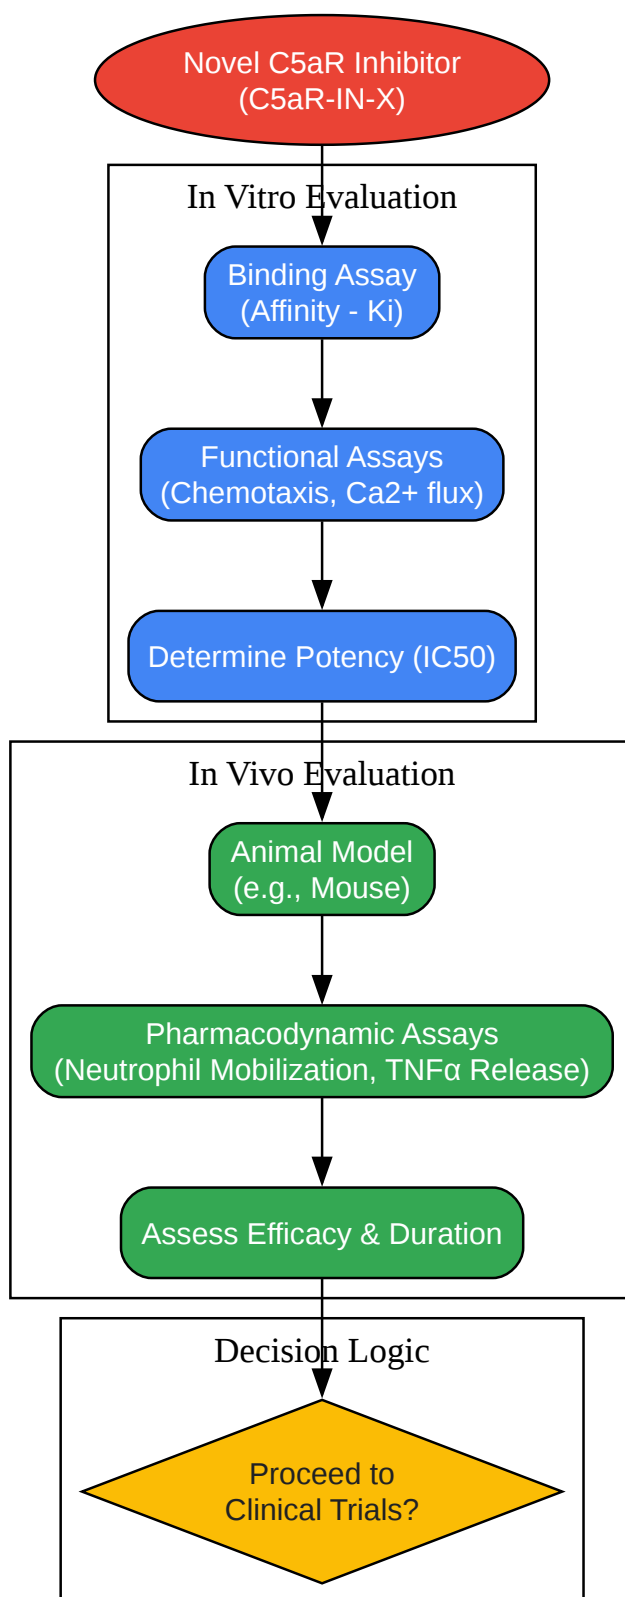 Novel C5aR Inhibitor
(C5aR-IN-X)
In Vitro Evaluation
Binding Assay
(Affinity - Ki)
Functional Assays
(Chemotaxis, Ca2+ flux)
Determine Potency (IC50)
In Vivo Evaluation
Animal Model
(e.g., Mouse)
Pharmacodynamic Assays
(Neutrophil Mobilization, TNFα Release)
Assess Efficacy & Duration
Decision Logic
Proceed to
Clinical Trials?